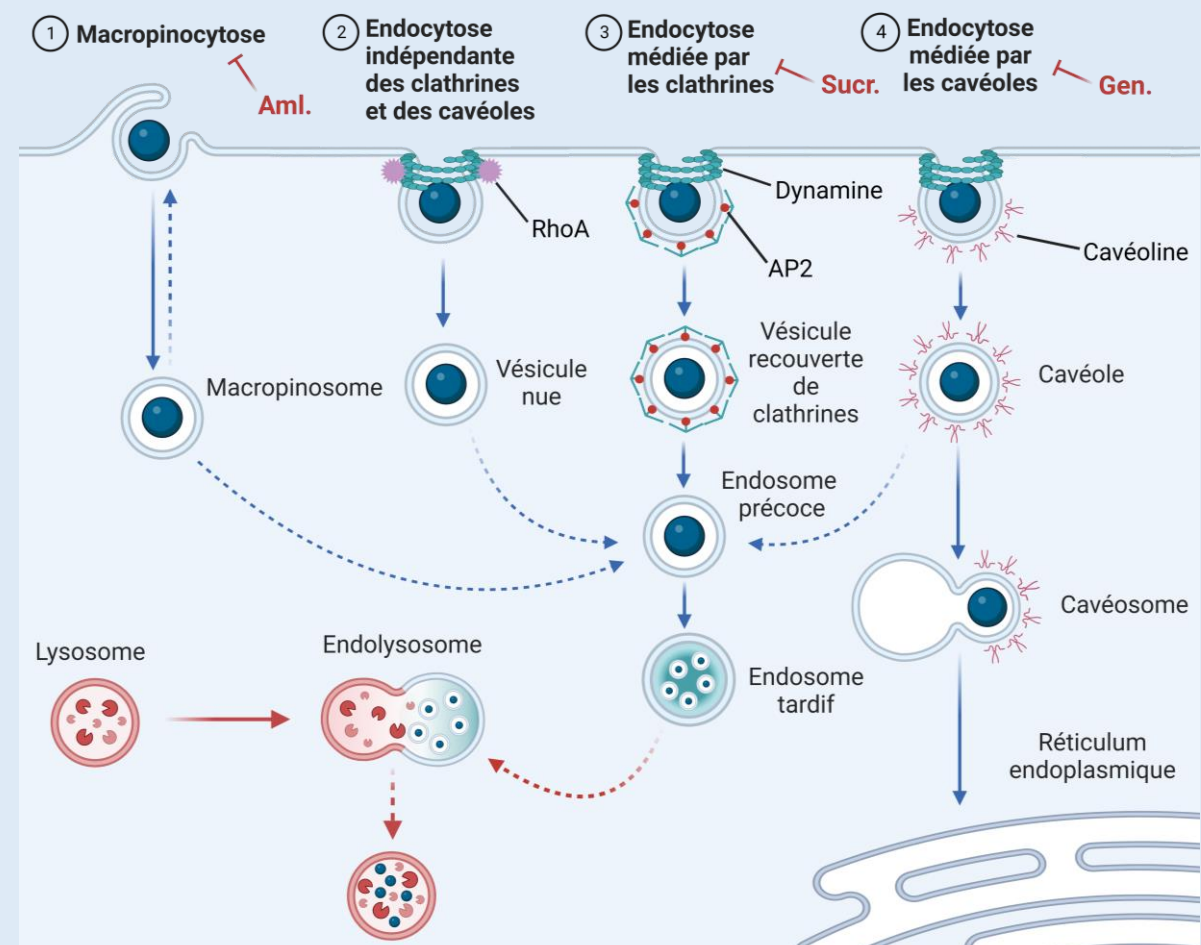 1 Macropinocytose
Aml.
2 Endocytose
indépendante
des clathrines
et des cavéoles
3 Endocytose
médiée par
les clathrines
Sucr.
4 Endocytose
médiée par
les cavéoles
Gen.
RhoA
Dynamine
AP2
Cavéoline
Macropinosome
Vésicule
nue
Vésicule
recouverte
de
clathrines
Cavéole
Endosome
précoce
Cavéosome
Lysosome
Endolysosome
Endosome
tardif
Réticulum
endoplasmique